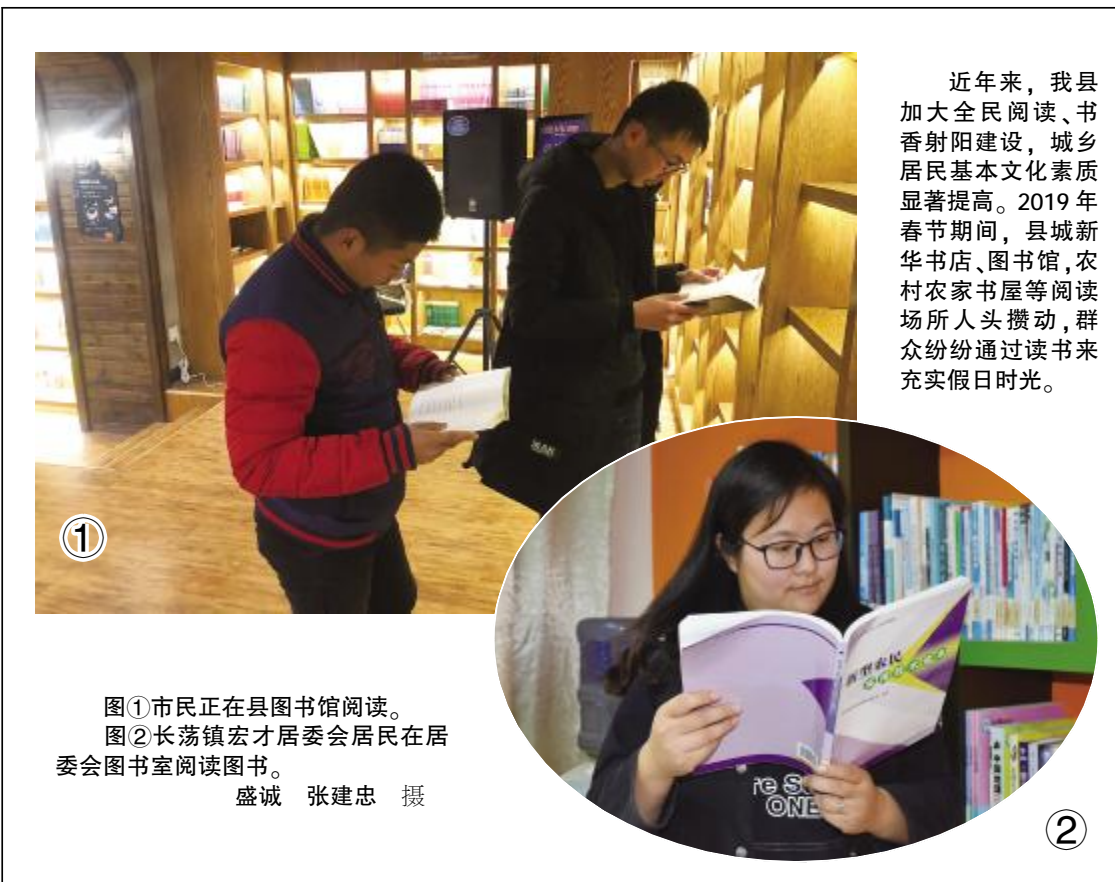 近年来，我县
加大全民阅读、书
香射阳建设，城乡
居民基本文化素质
显著提高。2019年
春节期间，县城新
华书店、图书馆，农
村农家书屋等阅读
场所人头攒动，群
众纷纷通过读书来
充实假日时光。
①
新型农民
图①市民正在县图书馆阅读。
图②长荡镇宏才居委会居民在居
委会图书室阅读图书。
盛诚　张建忠　摄
ONE
②